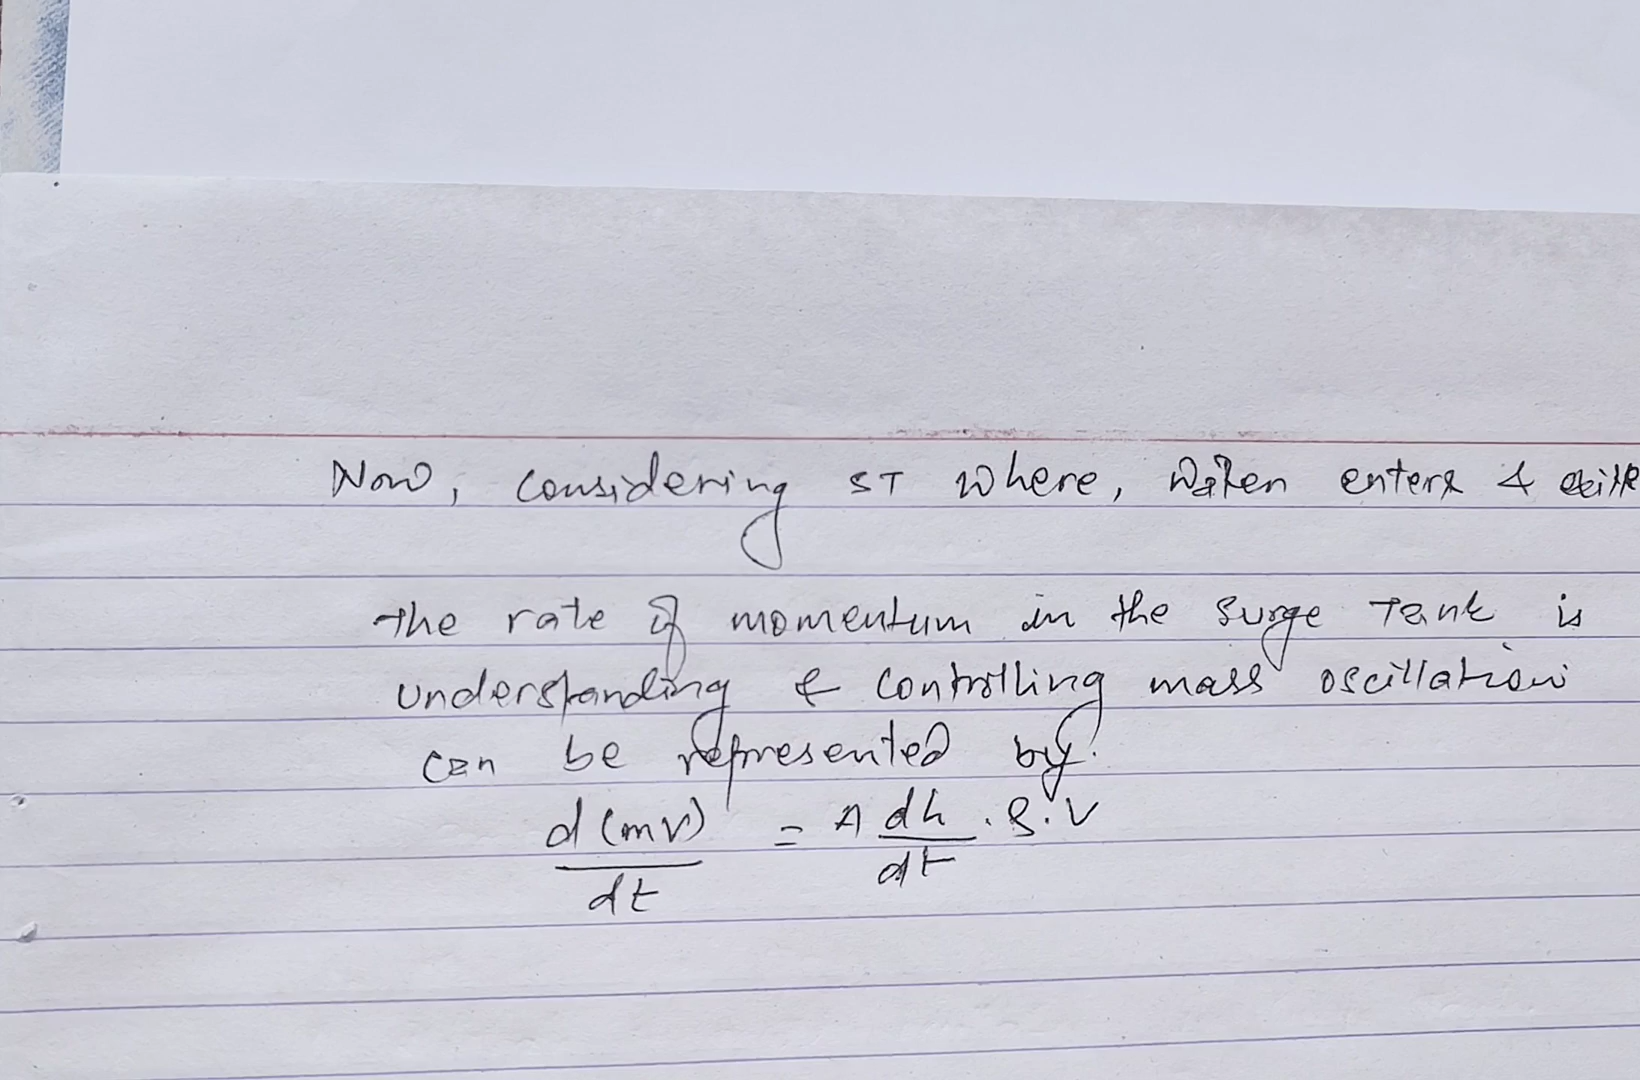 Now, considering ST where, Water enters & exits
the rate of momentum in the surge Tank is
understanding & controlling mass oscillation
can be represented by.
d(mv)/dt = A dh/dt . ρ.V